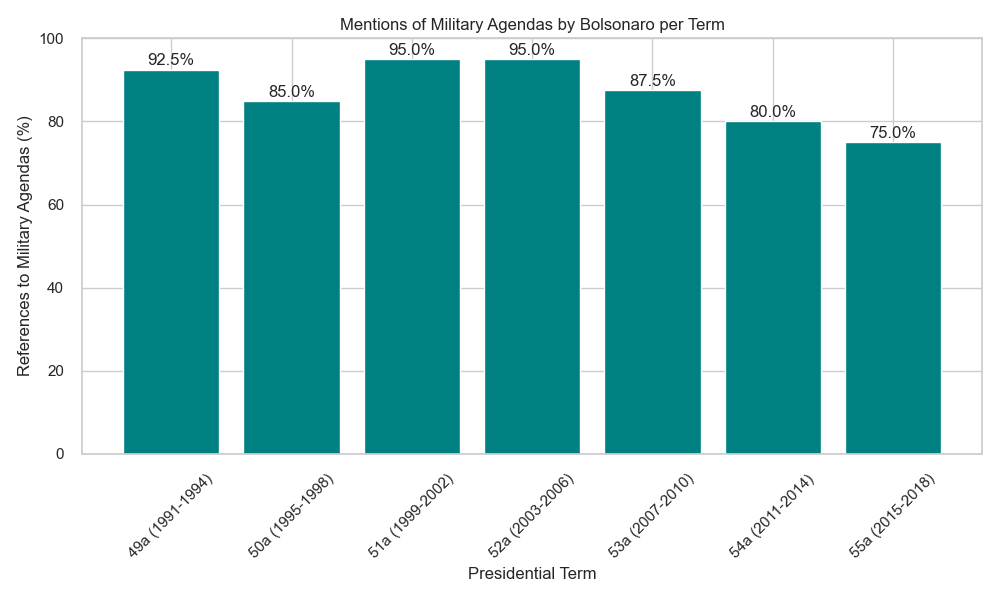 Mentions of Military Agendas by Bolsonaro per Term
References to Military Agendas (%)
100
80
60
40
20
0
92.5%
85.0%
95.0%
95.0%
87.5%
80.0%
75.0%
49a (1991-1994)
50a (1995-1998)
51a (1999-2002)
52a (2003-2006)
53a (2007-2010)
54a (2011-2014)
55a (2015-2018)
Presidential Term